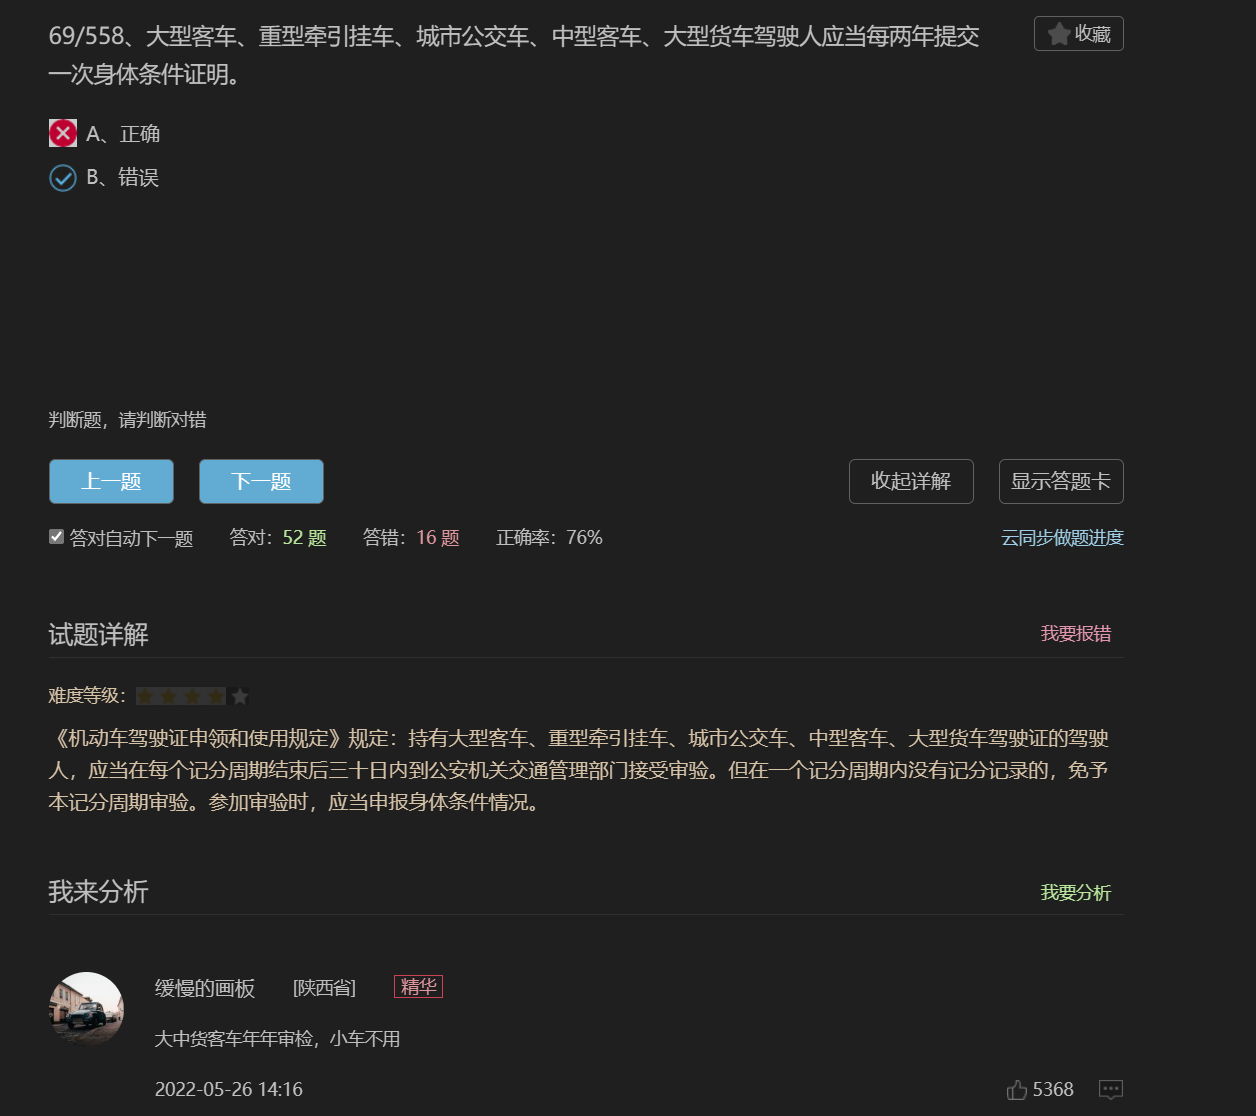 69/558、大型客车、重型牵引挂车、城市公交车、中型客车、大型货车驾驶人应当每两年提交
一次身体条件证明。
收藏
A、正确
B、错误
判断题，请判断对错
上一题
下一题
收起详解
显示答题卡
答对自动下一题
答对：52 题
答错：16 题
正确率：76%
云同步做题进度
试题详解
我要报错
难度等级：
《机动车驾驶证申领和使用规定》规定：持有大型客车、重型牵引挂车、城市公交车、中型客车、大型货车驾驶证的驾驶
人，应当在每个记分周期结束后三十日内到公安机关交通管理部门接受审验。但在一个记分周期内没有记分记录的，免予
本记分周期审验。参加审验时，应当申报身体条件情况。
我来分析
我要分析
缓慢的画板
[陕西省]
精华
大中货客车年年审检，小车不用
2022-05-26 14:16
5368